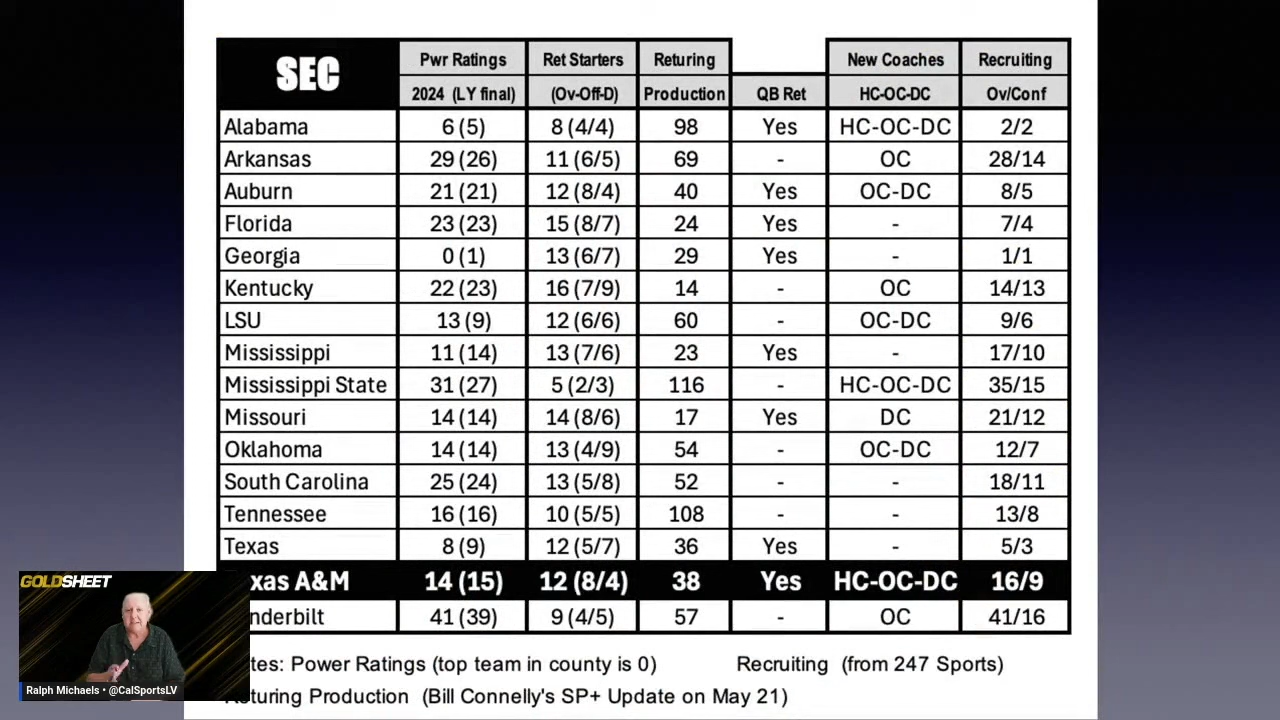 SEC Pwr Ratings Ret Starters Returing New Coaches Recruiting
2024 (LY final) (Ov-Off-D) Production QB Ret HC-OC-DC Ov/Conf
Alabama 6 (5) 8 (4/4) 98 Yes HC-OC-DC 2/2
Arkansas 29 (26) 11 (6/5) 69 - OC 28/14
Auburn 21 (21) 12 (8/4) 40 Yes OC-DC 8/5
Florida 23 (23) 15 (8/7) 24 Yes - 7/4
Georgia 0 (1) 13 (6/7) 29 Yes - 1/1
Kentucky 22 (23) 16 (7/9) 14 - OC 14/13
LSU 13 (9) 12 (6/6) 60 - OC-DC 9/6
Mississippi 11 (14) 13 (7/6) 23 Yes - 17/10
Mississippi State 31 (27) 5 (2/3) 116 - HC-OC-DC 35/15
Missouri 14 (14) 14 (8/6) 17 Yes DC 21/12
Oklahoma 14 (14) 13 (4/9) 54 - OC-DC 12/7
South Carolina 25 (24) 13 (5/8) 52 - - 18/11
Tennessee 16 (16) 10 (5/5) 108 - - 13/8
Texas 8 (9) 12 (5/7) 36 Yes - 5/3
xas A&M 14 (15) 12 (8/4) 38 Yes HC-OC-DC 16/9
nderbilt 41 (39) 9 (4/5) 57 - OC 41/16
tes: Power Ratings (top team in county is 0) Recruiting (from 247 Sports)
turing Production (Bill Connelly's SP+ Update on May 21)
GOLDSHEET
Ralph Michaels • @CalSportsLV